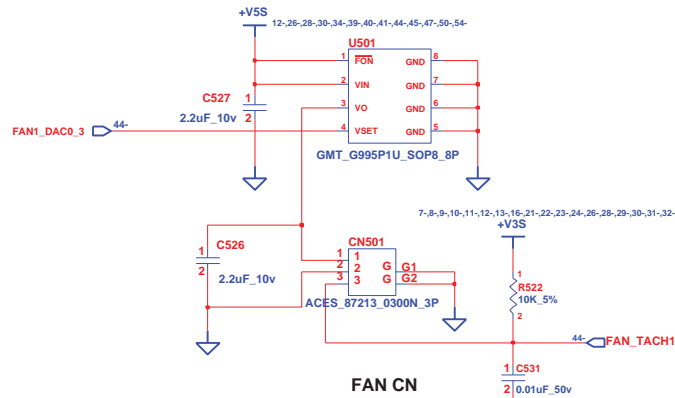 +V5S
12-,26-,28-,30-,34-,39-,40-,41-,44-,45-,47-,50-,54-
U501
1 FON GND 8
2 VIN GND 7
3 VO GND 6
4 VSET GND 5
GMT_G995P1U_SOP8_8P
C527
1
2
2.2uF_10v
FAN1_DAC0_3 44-
7-,8-,9-,10-,11-,12-,13-,16-,21-,22-,23-,24-,26-,28-,29-,30-,31-,32-
+V3S
C526
1
2
2.2uF_10v
CN501
1 1
2 2 G G1
3 3 G G2
ACES_87213_0300N_3P
1
R522
10K_5%
2
44- FAN_TACH1
C531
1
2
0.01uF_50v
FAN CN